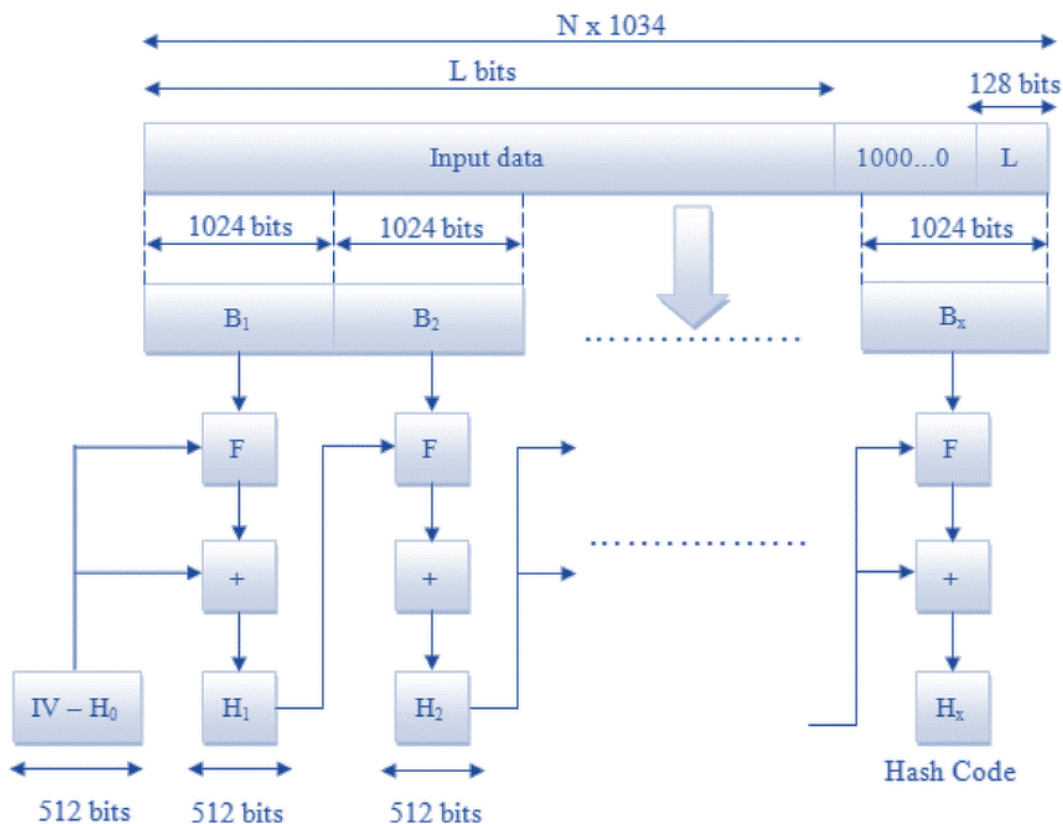 N x 1034
L bits
128 bits
Input data
1000...0
L
1024 bits
1024 bits
1024 bits
B₁
B₂
Bₓ
F
F
F
+
+
+
IV – H₀
H₁
H₂
Hₓ
Hash Code
512 bits
512 bits
512 bits